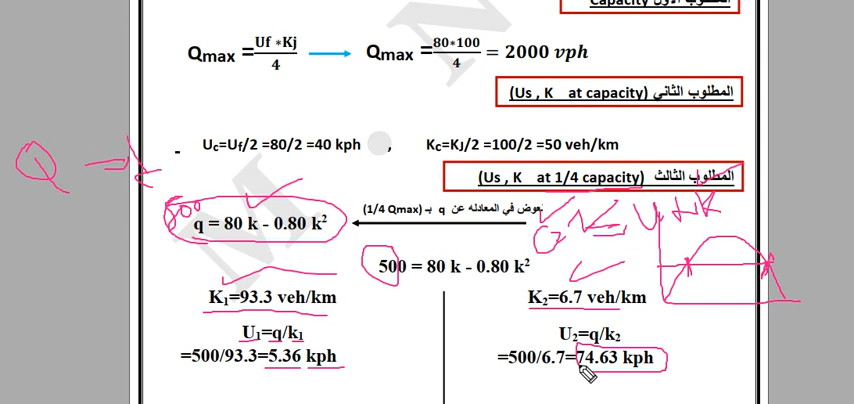 المطلوب الأول Capacity
Qmax =Uf *Kj/4 → Qmax =80*100/4 = 2000 vph
المطلوب الثاني (Us , K at capacity)
- Uc=Uf/2 =80/2 =40 kph , Kc=KJ/2 =100/2 =50 veh/km
المطلوب الثالث (Us , K at 1/4 capacity)
نعوض في المعادله عن q بـ (1/4 Qmax)
q = 80 k - 0.80 k²
500 = 80 k - 0.80 k²
K₁=93.3 veh/km
K₂=6.7 veh/km
U₁=q/k₁
=500/93.3=5.36 kph
U₂=q/k₂
=500/6.7=74.63 kph
Q
M . N